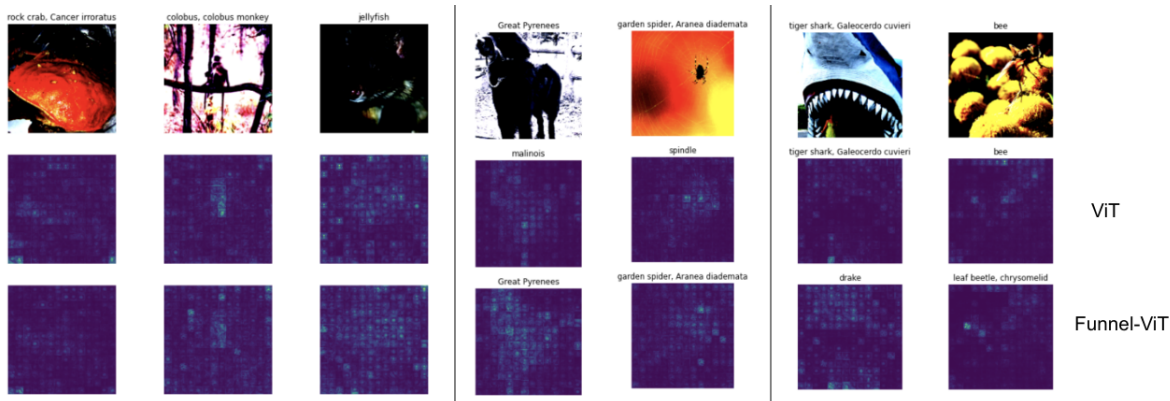 rock crab, Cancer irroratus
colobus, colobus monkey
jellyfish
Great Pyrenees
garden spider, Aranea diademata
tiger shark, Galeocerdo cuvieri
bee
malinois
spindle
tiger shark, Galeocerdo cuvieri
bee
ViT
Great Pyrenees
garden spider, Aranea diademata
drake
leaf beetle, chrysomelid
Funnel-ViT